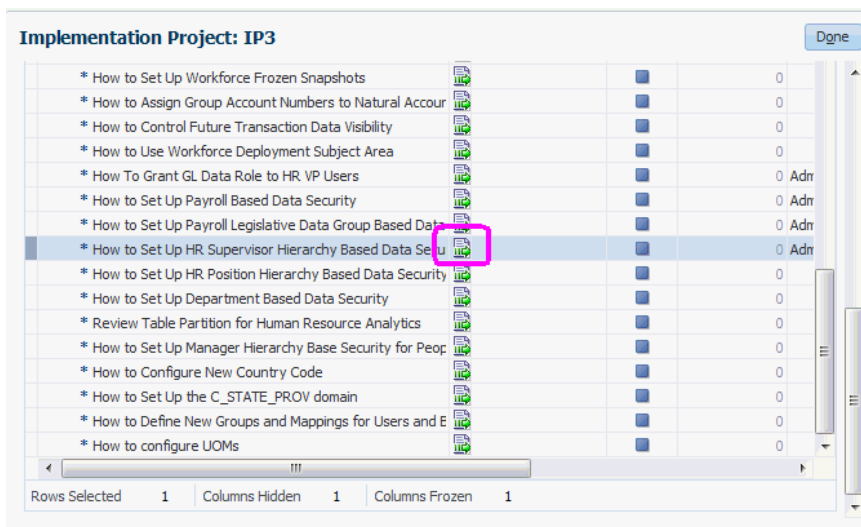 Implementation Project: IP3
Done
* How to Set Up Workforce Frozen Snapshots 0
* How to Assign Group Account Numbers to Natural Accour 0
* How to Control Future Transaction Data Visibility 0
* How to Use Workforce Deployment Subject Area 0
* How To Grant GL Data Role to HR VP Users 0 Adm
* How to Set Up Payroll Based Data Security 0 Adm
* How to Set Up Payroll Legislative Data Group Based Data 0 Adm
* How to Set Up HR Supervisor Hierarchy Based Data Secu 0 Adm
* How to Set Up HR Position Hierarchy Based Data Security 0
* How to Set Up Department Based Data Security 0
* Review Table Partition for Human Resource Analytics 0
* How to Set Up Manager Hierarchy Base Security for Peop 0
* How to Configure New Country Code 0
* How to Set Up the C_STATE_PROV domain 0
* How to Define New Groups and Mappings for Users and E 0
* How to configure UOMs 0
Rows Selected 1 Columns Hidden 1 Columns Frozen 1